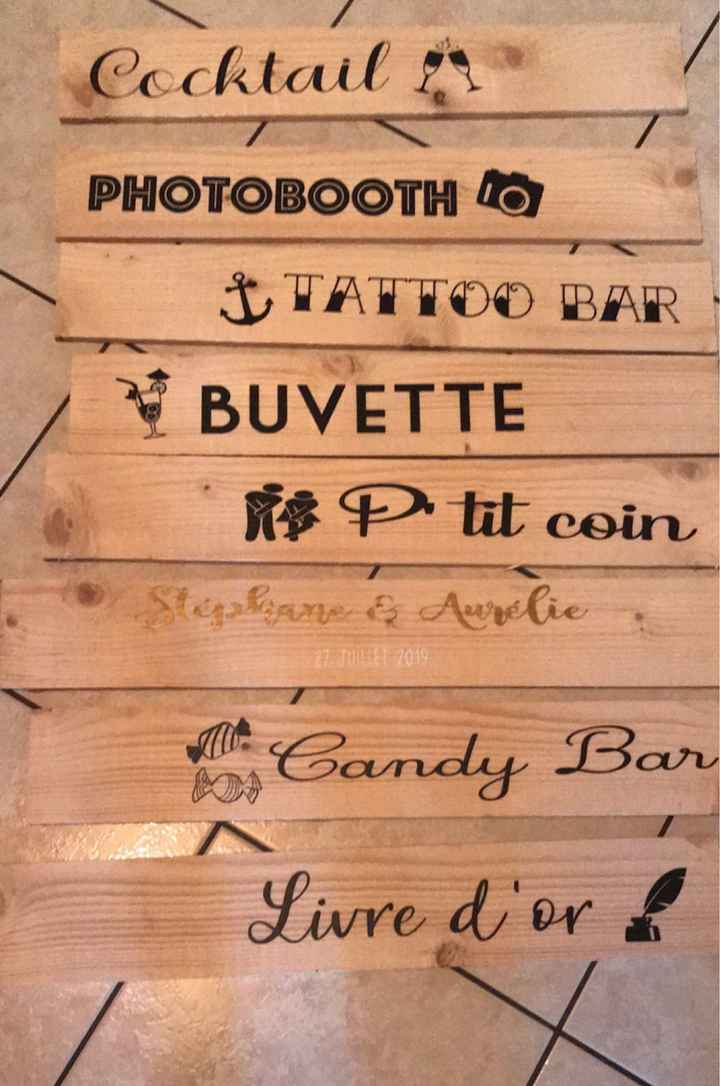 Cocktail
PHOTOBOOTH
TATTOO BAR
BUVETTE
P'tit coin
Stéphane & Aurélie
27 JUILLET 2019
Candy Bar
Livre d'or